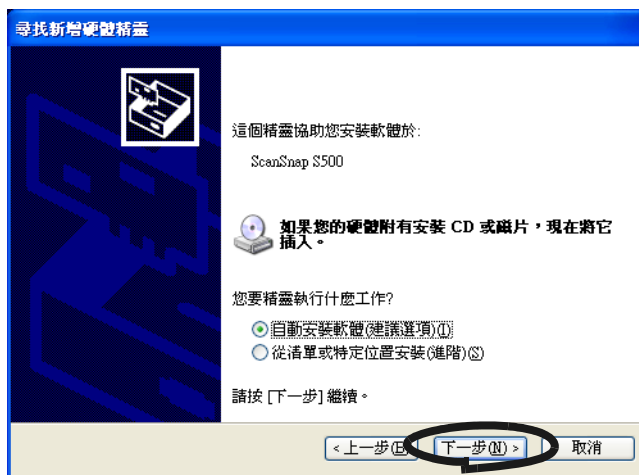 尋找新增硬體精靈
這個精靈協助您安裝軟體於:
ScanSnap S500
如果您的硬體附有安裝 CD 或磁片，現在將它
插入。
您要精靈執行什麼工作?
自動安裝軟體(建議選項)(I)
從清單或特定位置安裝(進階)(S)
請按 [下一步] 繼續。
< 上一步(B) 下一步(N) > 取消